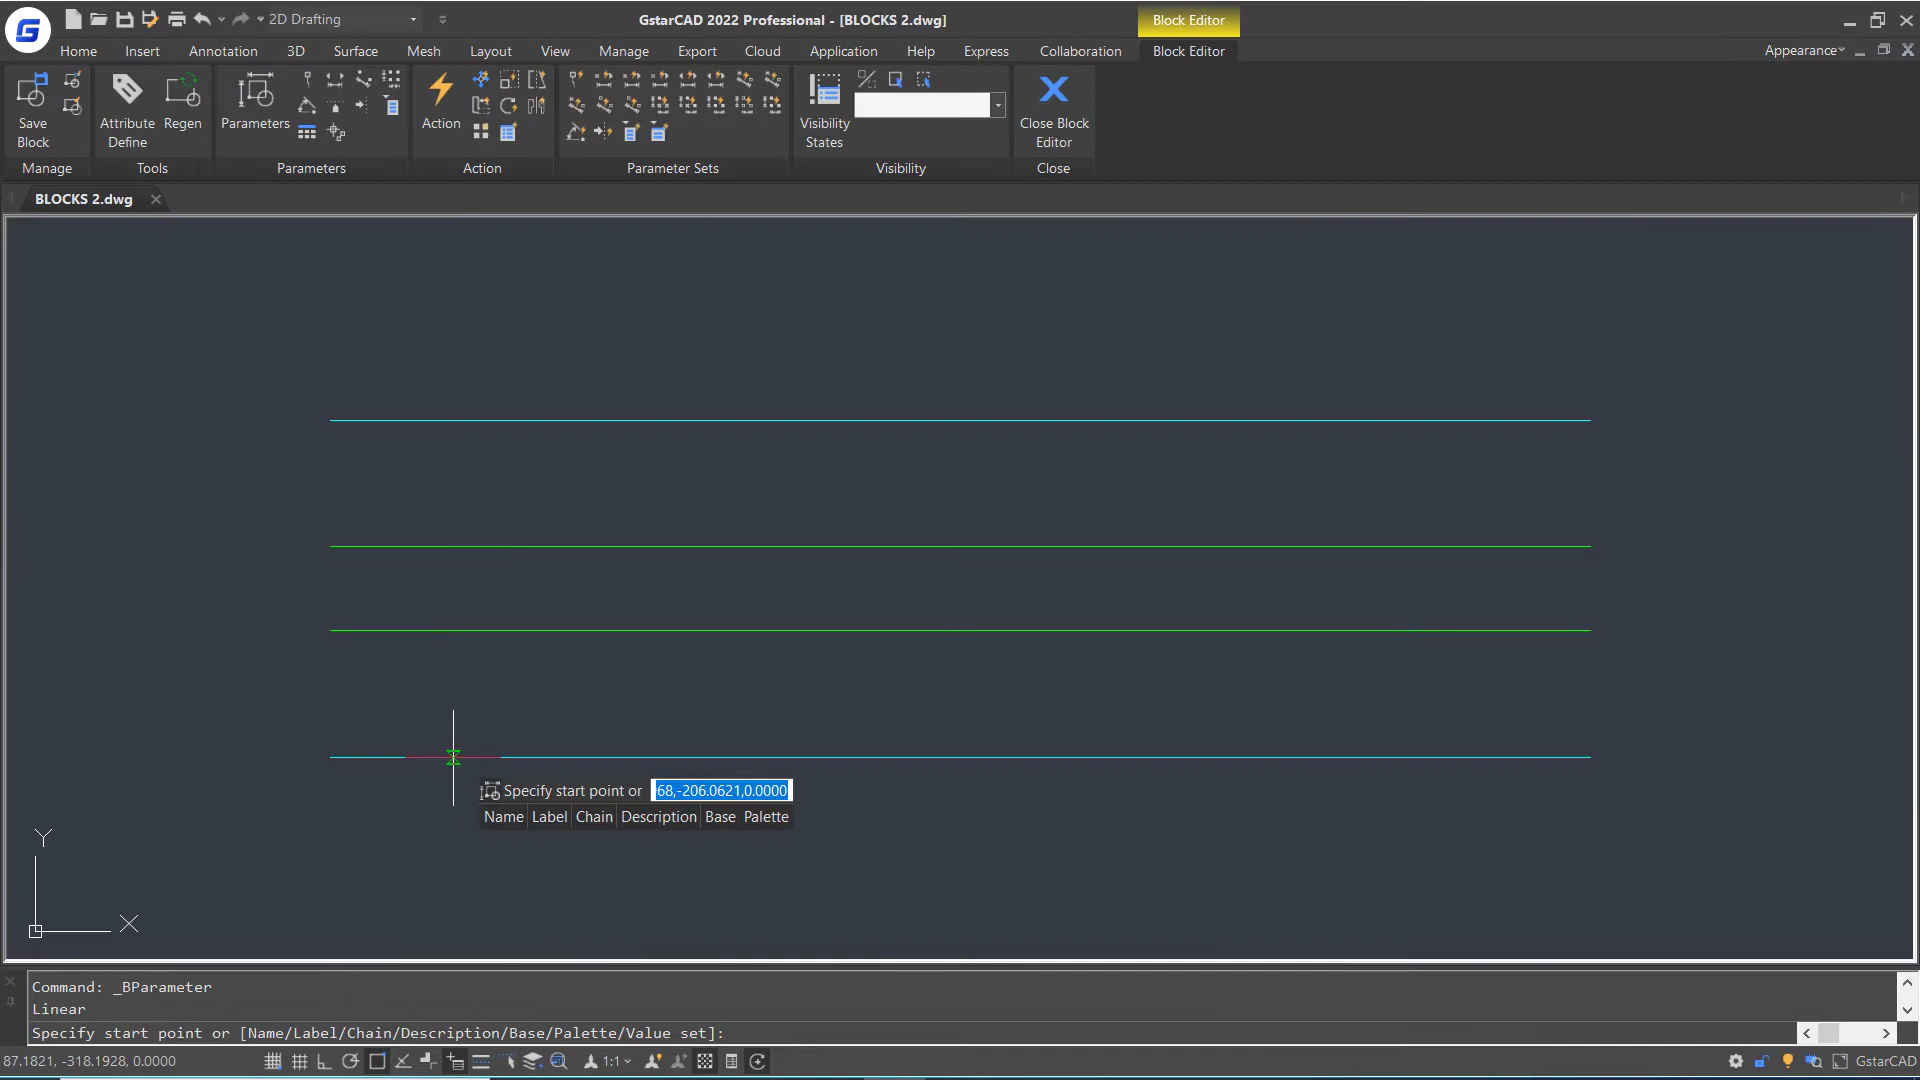 2D Drafting
GstarCAD 2022 Professional - [BLOCKS 2.dwg]
Block Editor
Home Insert Annotation 3D Surface Mesh Layout View Manage Export Cloud Application Help Express Collaboration Block Editor
Appearance
Save Block
Attribute Define
Regen
Parameters
Action
Visibility States
Close Block Editor
Manage Tools Parameters Action Parameter Sets Visibility Close
BLOCKS 2.dwg
Specify start point or 68,-206.0621,0.0000
Name Label Chain Description Base Palette
Y
X
Command: _BParameter
Linear
Specify start point or [Name/Label/Chain/Description/Base/Palette/Value set]:
87.1821, -318.1928, 0.0000
1:1
GstarCAD